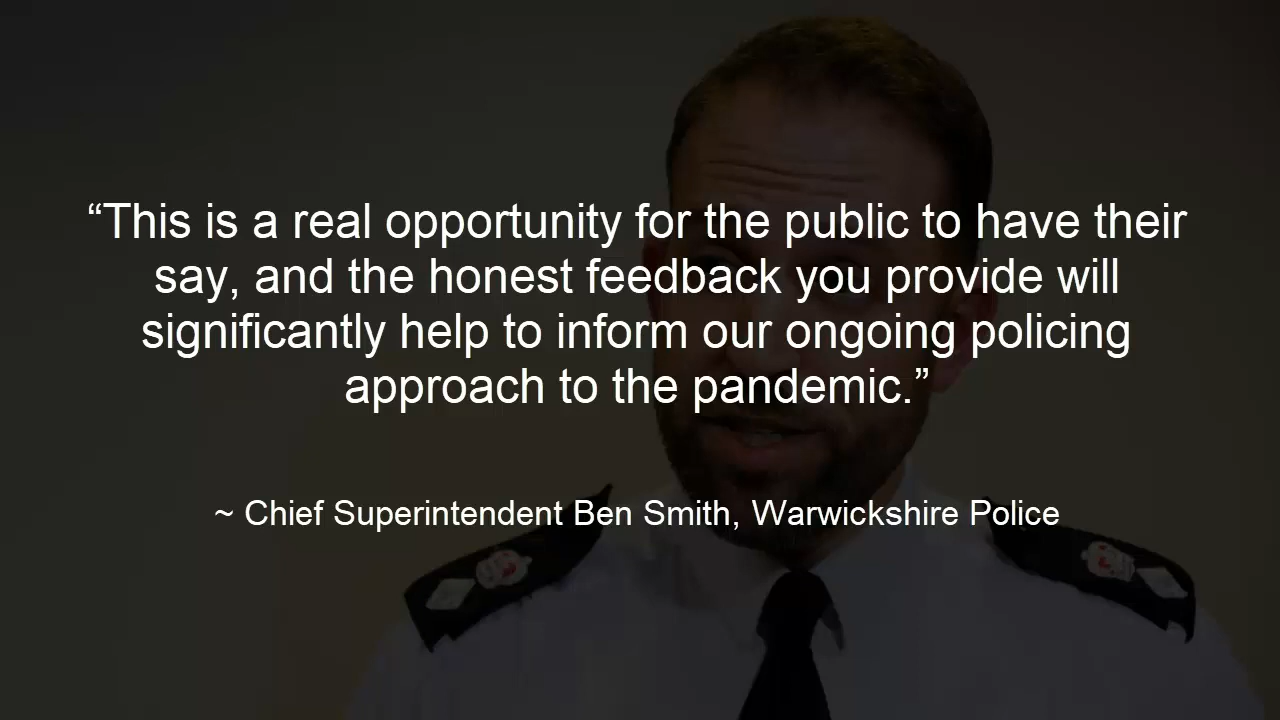 “This is a real opportunity for the public to have their
say, and the honest feedback you provide will
significantly help to inform our ongoing policing
approach to the pandemic.”
~ Chief Superintendent Ben Smith, Warwickshire Police